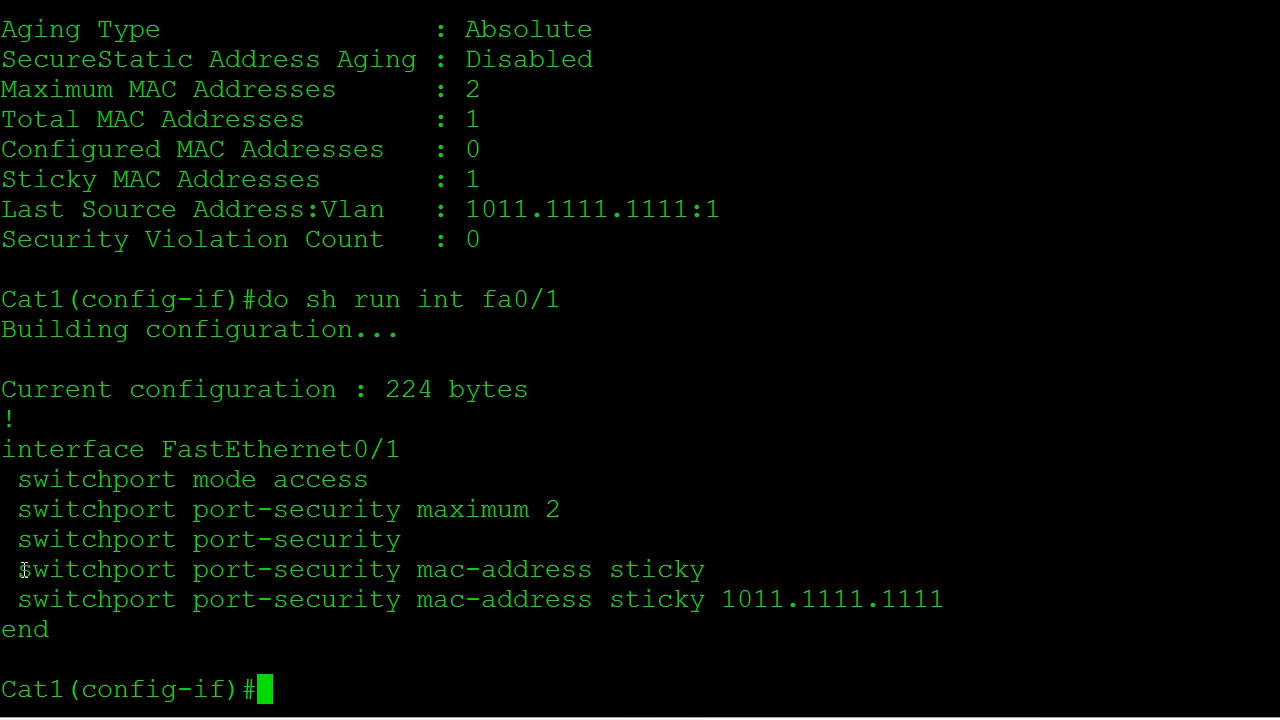 Aging Type                 : Absolute
SecureStatic Address Aging : Disabled
Maximum MAC Addresses      : 2
Total MAC Addresses        : 1
Configured MAC Addresses   : 0
Sticky MAC Addresses       : 1
Last Source Address:Vlan   : 1011.1111.1111:1
Security Violation Count   : 0

Cat1(config-if)#do sh run int fa0/1
Building configuration...

Current configuration : 224 bytes
!
interface FastEthernet0/1
 switchport mode access
 switchport port-security maximum 2
 switchport port-security
 switchport port-security mac-address sticky
 switchport port-security mac-address sticky 1011.1111.1111
end

Cat1(config-if)#